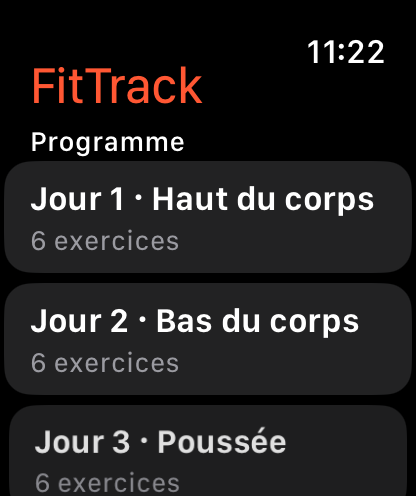 11:22
FitTrack
Programme
Jour 1 · Haut du corps
6 exercices
Jour 2 · Bas du corps
6 exercices
Jour 3 · Poussée
6 exercices